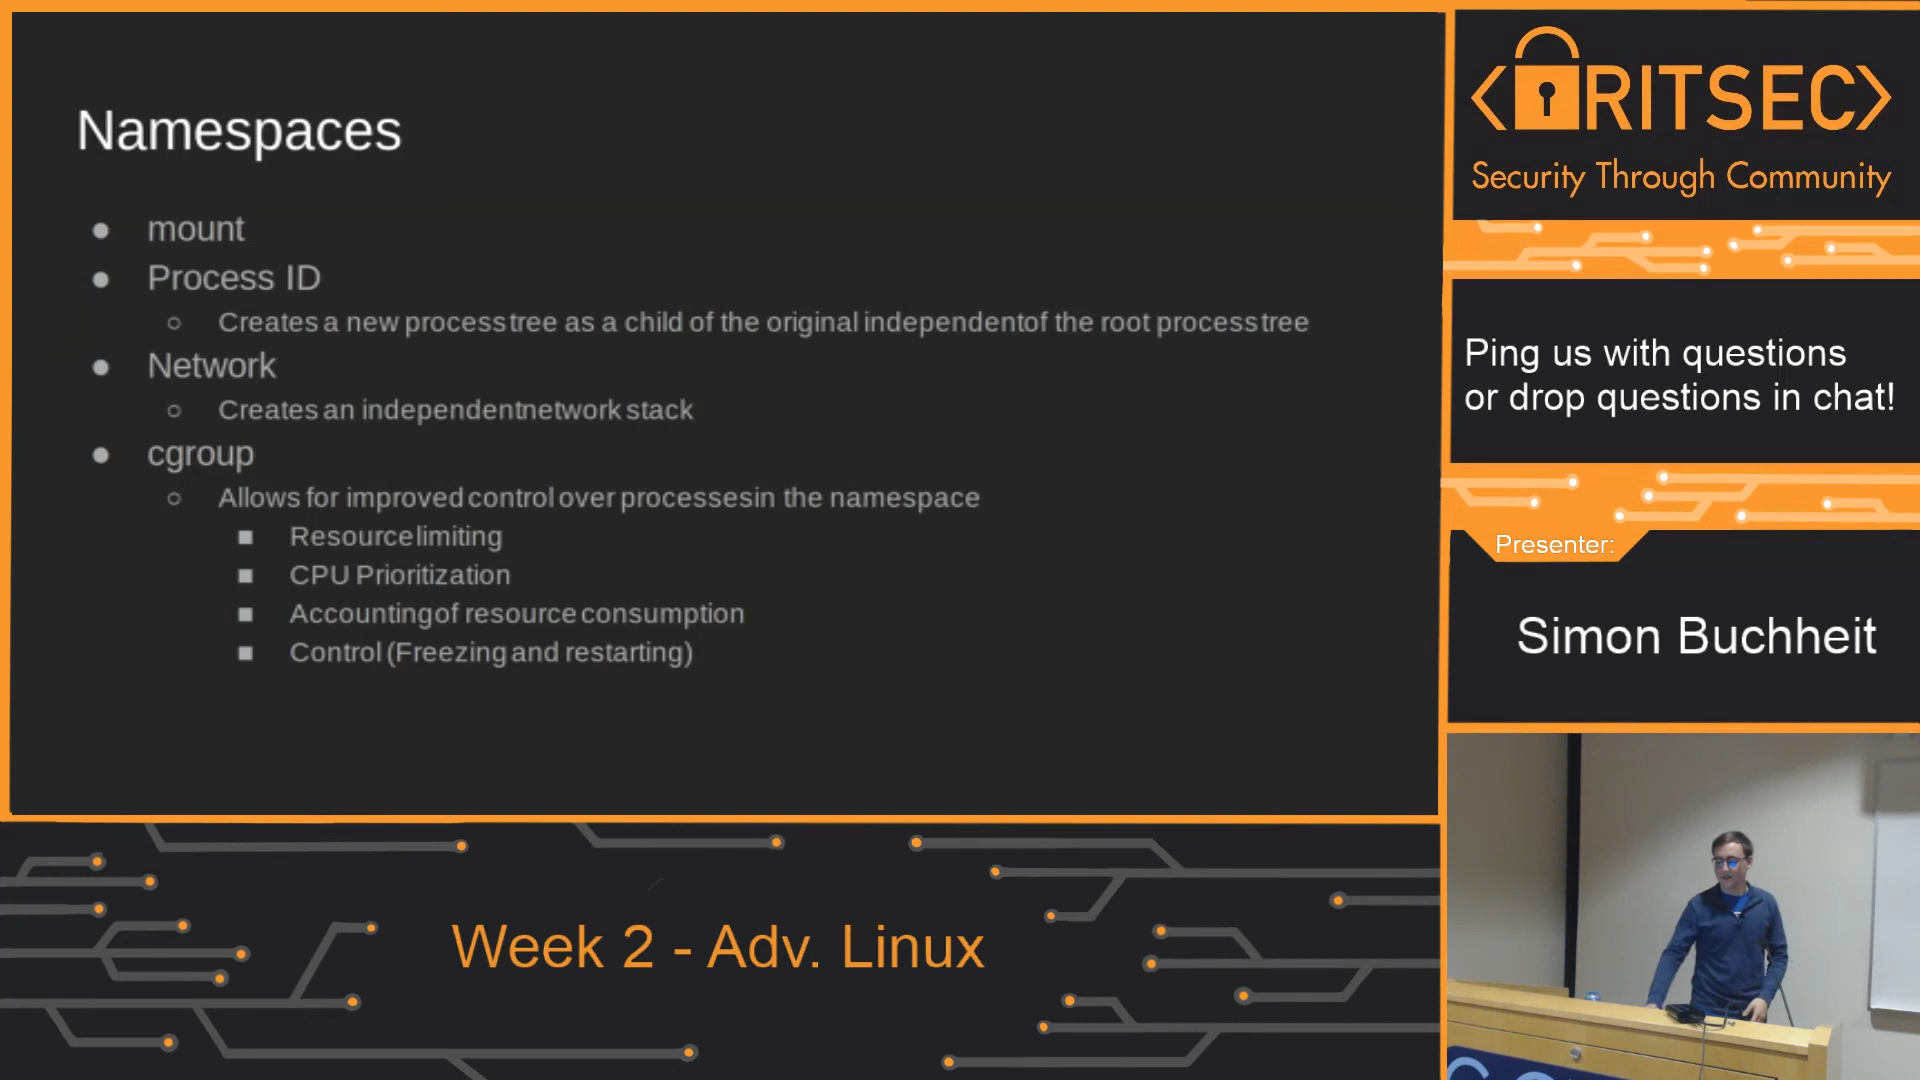 Namespaces
mount
Process ID
Creates a new process tree as a child of the original independent of the root process tree
Network
Creates an independent network stack
cgroup
Allows for improved control over processes in the namespace
Resource limiting
CPU Prioritization
Accounting of resource consumption
Control (Freezing and restarting)
RITSEC
Security Through Community
Ping us with questions
or drop questions in chat!
Presenter:
Simon Buchheit
Week 2 - Adv. Linux